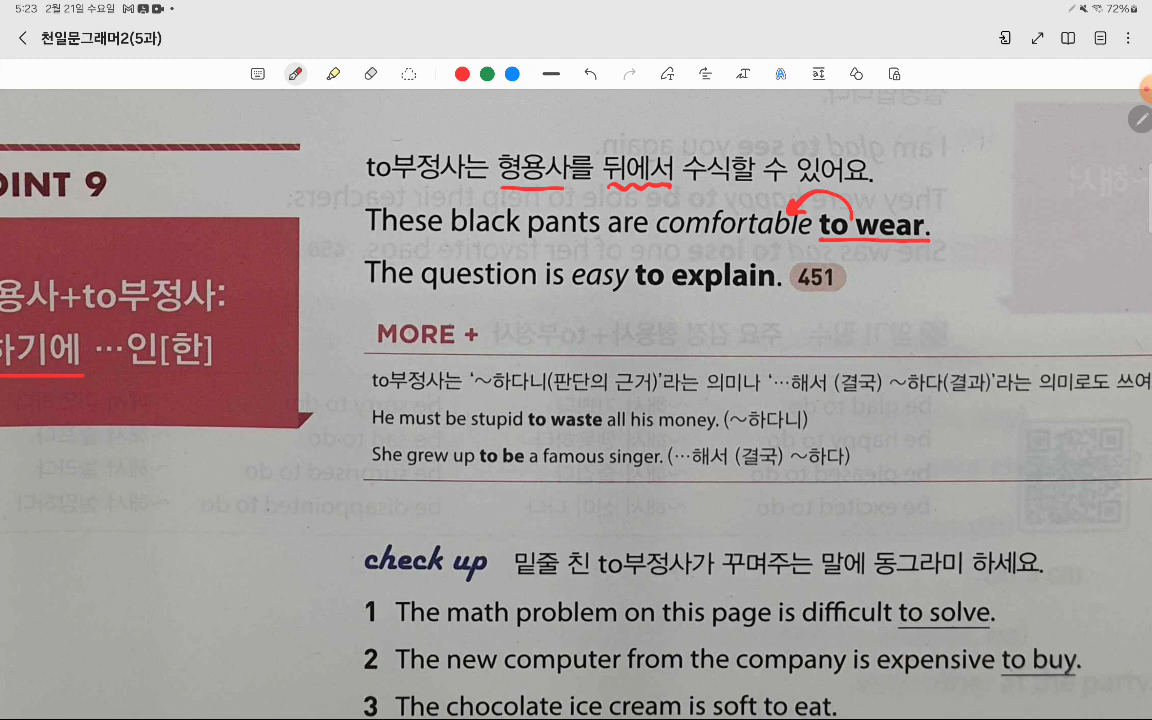 5:23 2월 21일 수요일
72%
천일문그래머2(5과)
to부정사는 형용사를 뒤에서 수식할 수 있어요.
OINT 9
These black pants are comfortable to wear.
The question is easy to explain. 451
용사+to부정사:
하기에 …인[한]
MORE +
to부정사는 ‘~하다니(판단의 근거)’라는 의미나 ‘…해서 (결국) ~하다(결과)’라는 의미로도 쓰여
He must be stupid to waste all his money. (~하다니)
She grew up to be a famous singer. (…해서 (결국) ~하다)
check up 밑줄 친 to부정사가 꾸며주는 말에 동그라미 하세요.
1 The math problem on this page is difficult to solve.
2 The new computer from the company is expensive to buy.
3 The chocolate ice cream is soft to eat.